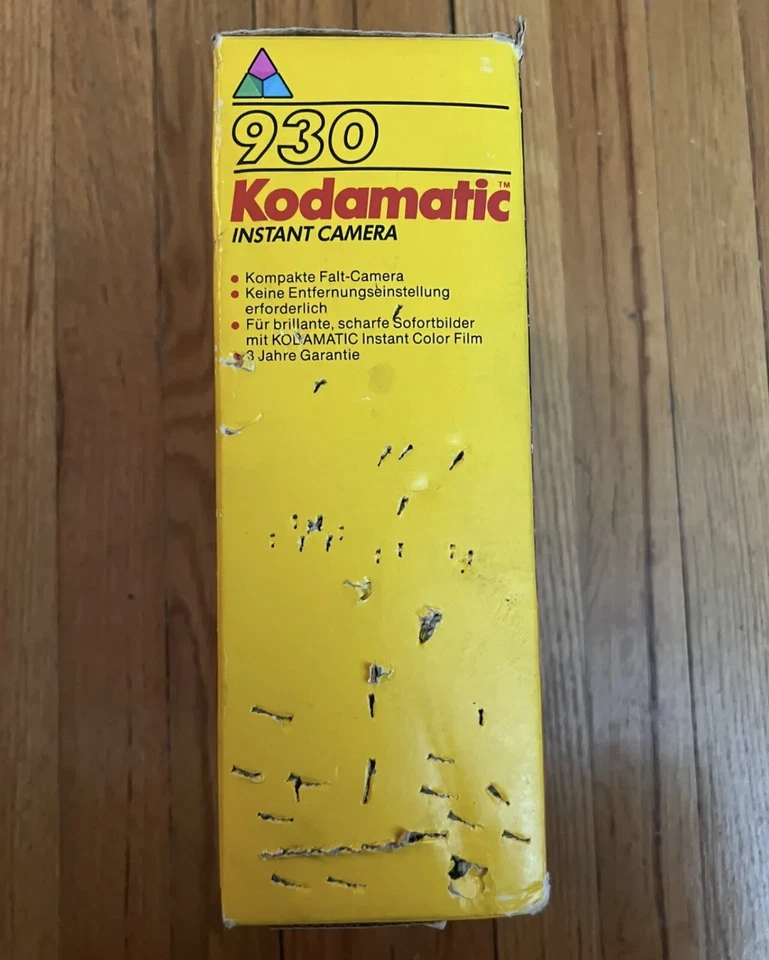 930
Kodamatic™
INSTANT CAMERA
• Kompakte Falt-Camera
• Keine Entfernungseinstellung
erforderlich
• Für brillante, scharfe Sofortbilder
mit KODAMATIC Instant Color Film
3 Jahre Garantie